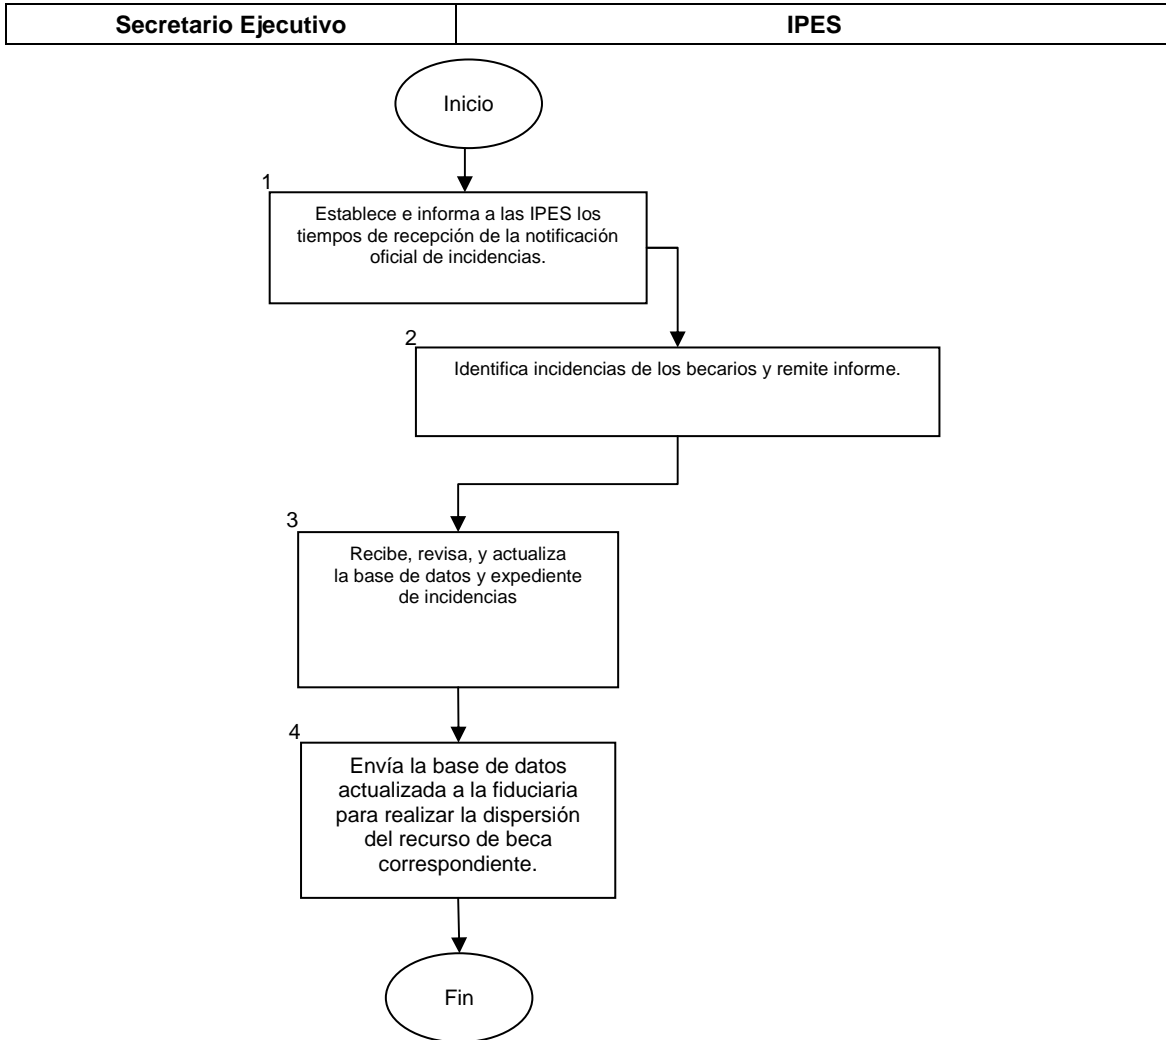 Secretario Ejecutivo
IPES
Inicio
1
Establece e informa a las IPES los
tiempos de recepción de la notificación
oficial de incidencias.
2
Identifica incidencias de los becarios y remite informe.
3
Recibe, revisa, y actualiza
la base de datos y expediente
de incidencias
4
Envía la base de datos
actualizada a la fiduciaria
para realizar la dispersión
del recurso de beca
correspondiente.
Fin